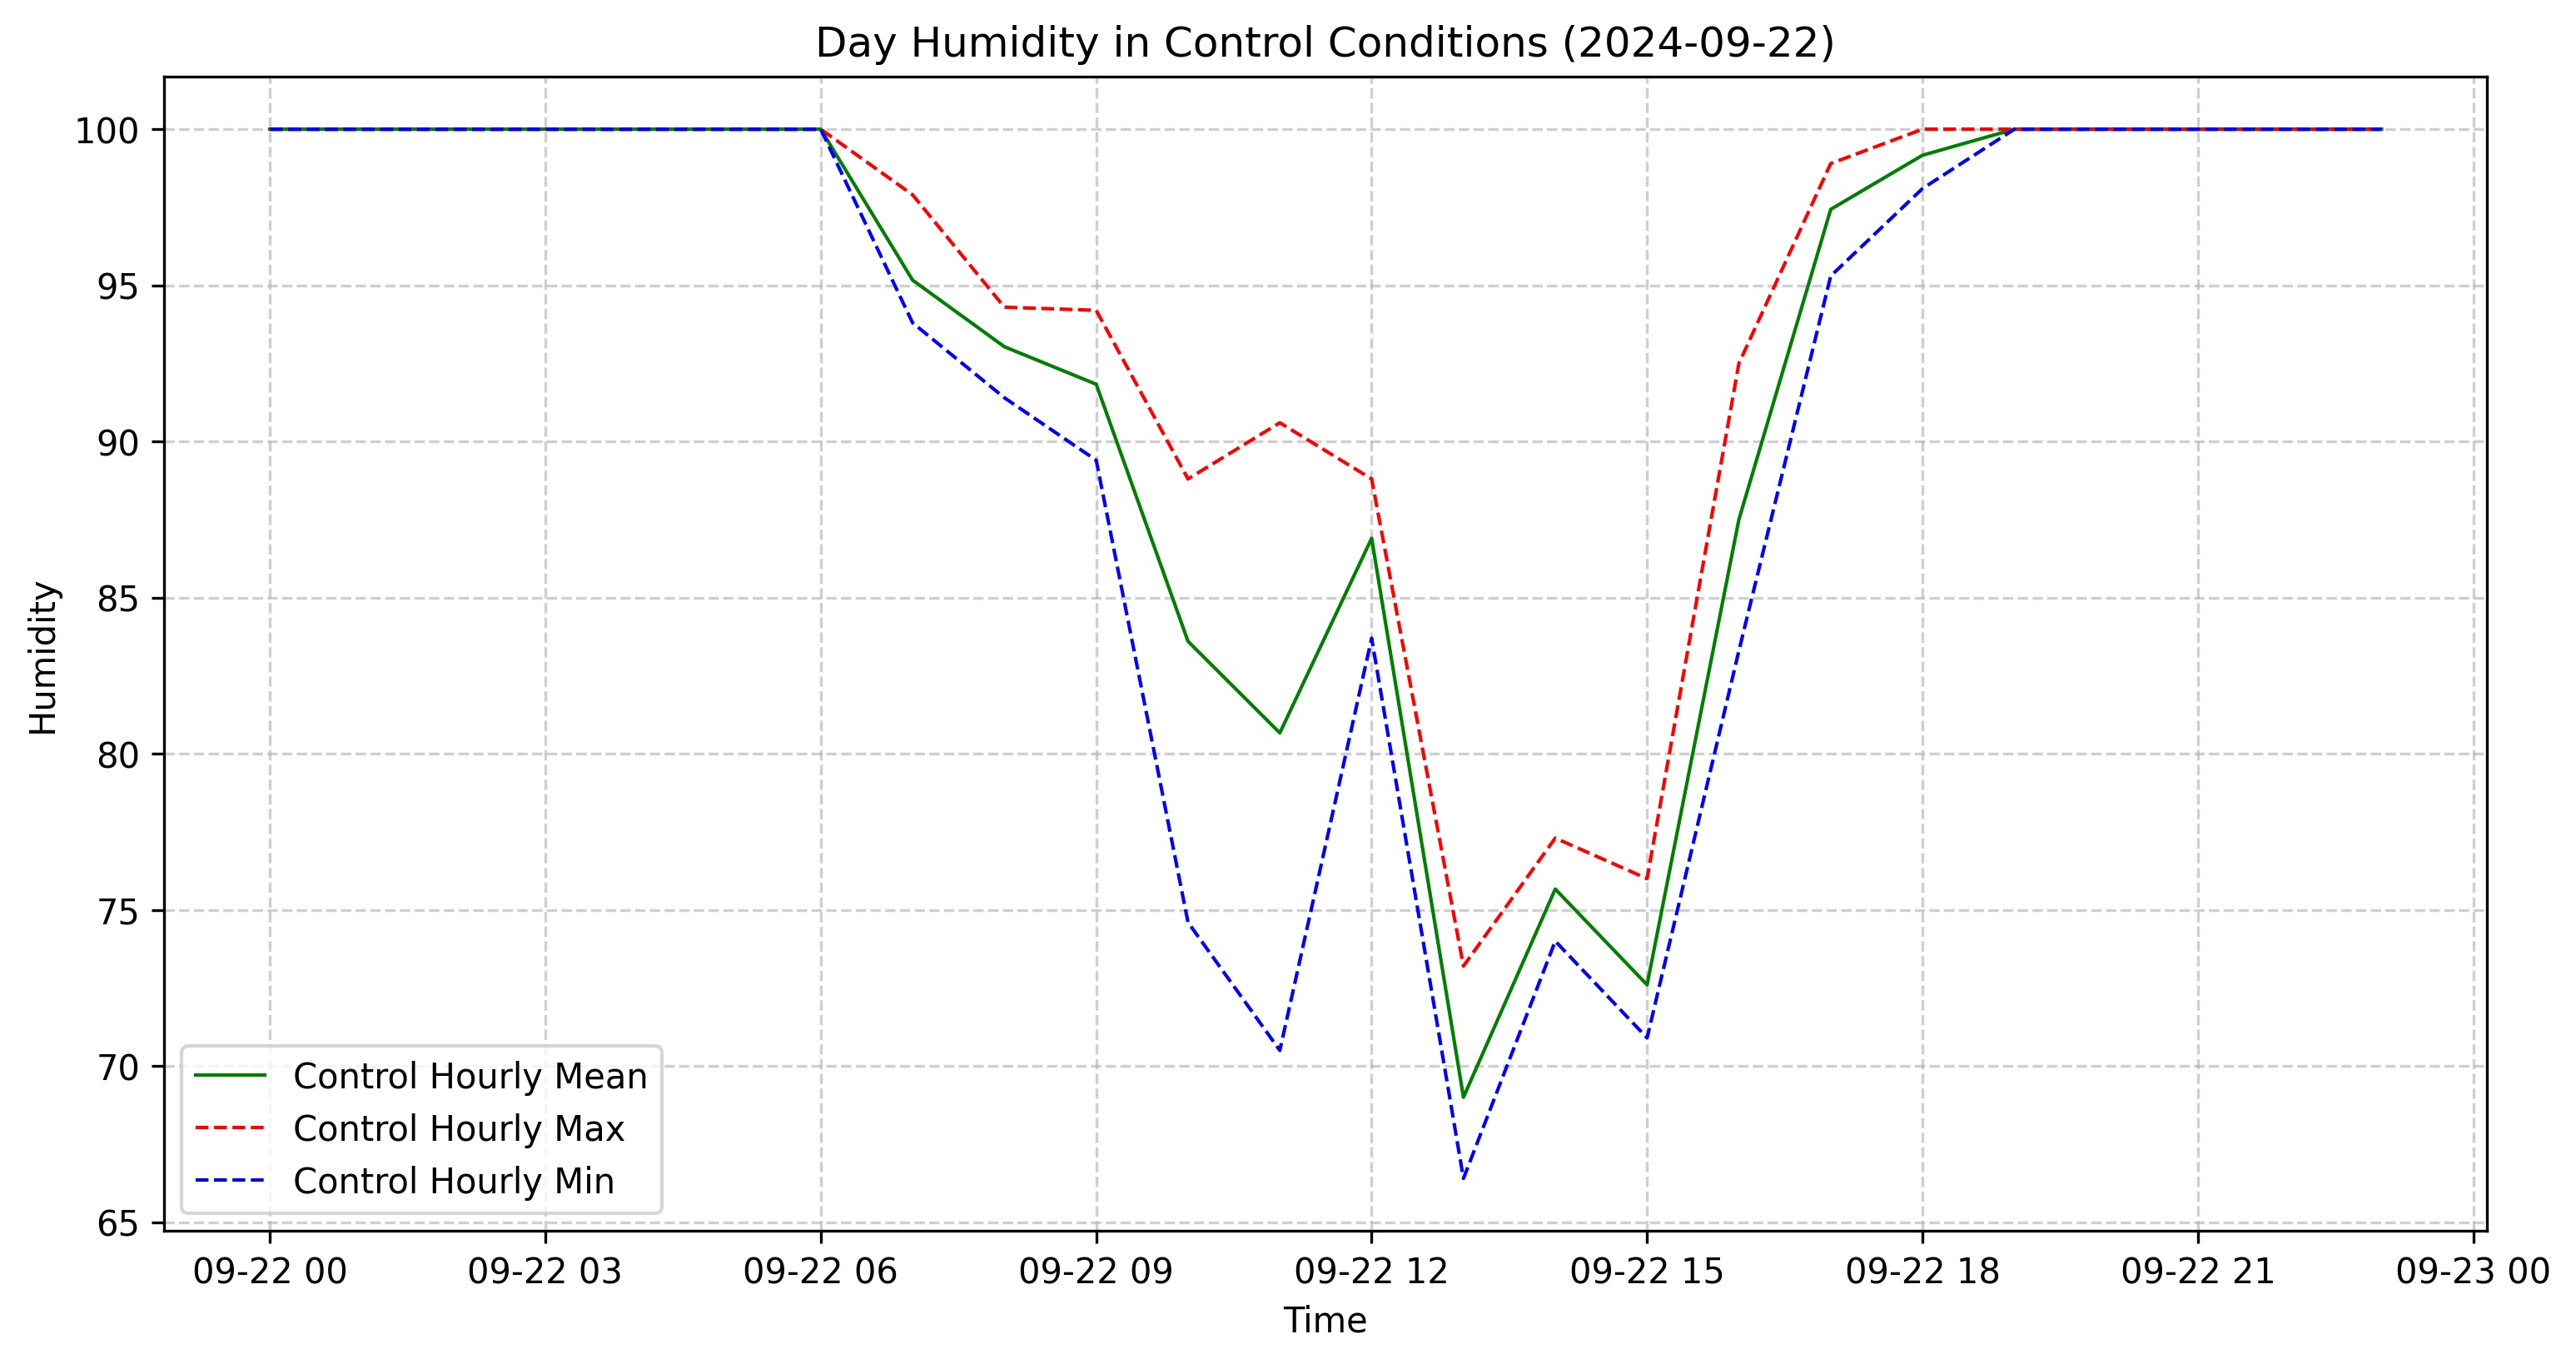 Day Humidity in Control Conditions (2024-09-22)
Humidity
100
95
90
85
80
75
70
65
Control Hourly Mean
Control Hourly Max
Control Hourly Min
09-22 00 09-22 03 09-22 06 09-22 09 09-22 12 09-22 15 09-22 18 09-22 21 09-23 00
Time